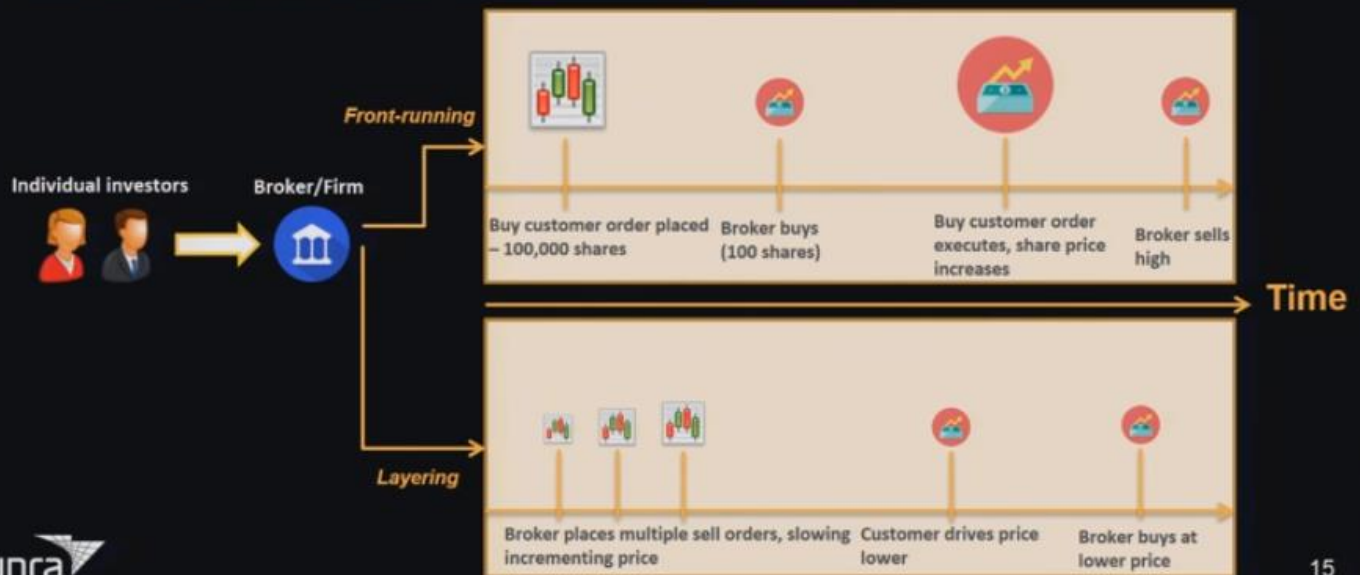 Front-running
Individual investors
Broker/Firm
Buy customer order placed
– 100,000 shares
Broker buys
(100 shares)
Buy customer order
executes, share price
increases
Broker sells
high
Time
Layering
Broker places multiple sell orders, slowing
incrementing price
Customer drives price
lower
Broker buys at
lower price
15